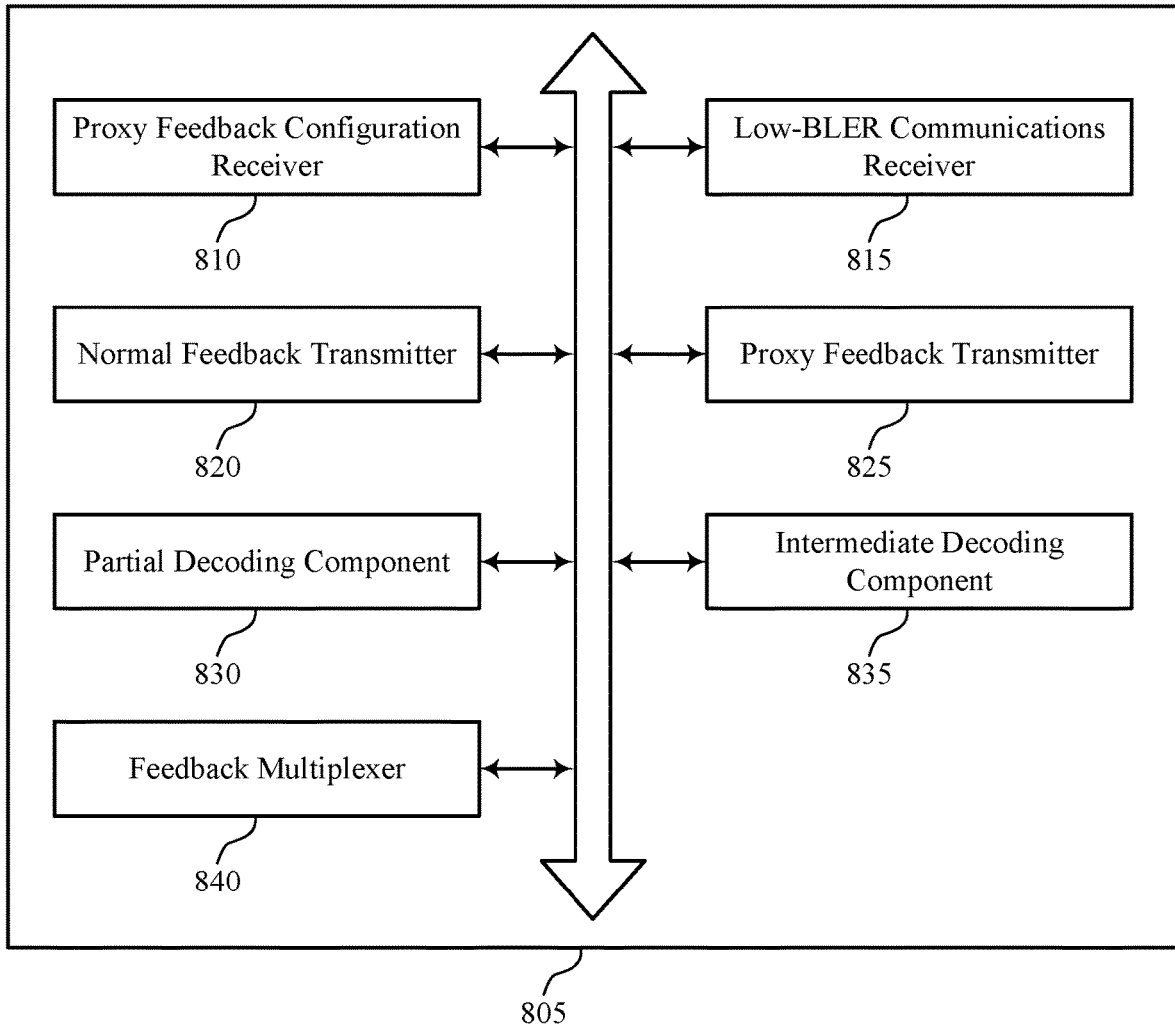 Proxy Feedback Configuration
Receiver
810
Low-BLER Communications
Receiver
815
Normal Feedback Transmitter
820
Proxy Feedback Transmitter
825
Partial Decoding Component
830
Intermediate Decoding
Component
835
Feedback Multiplexer
840
805